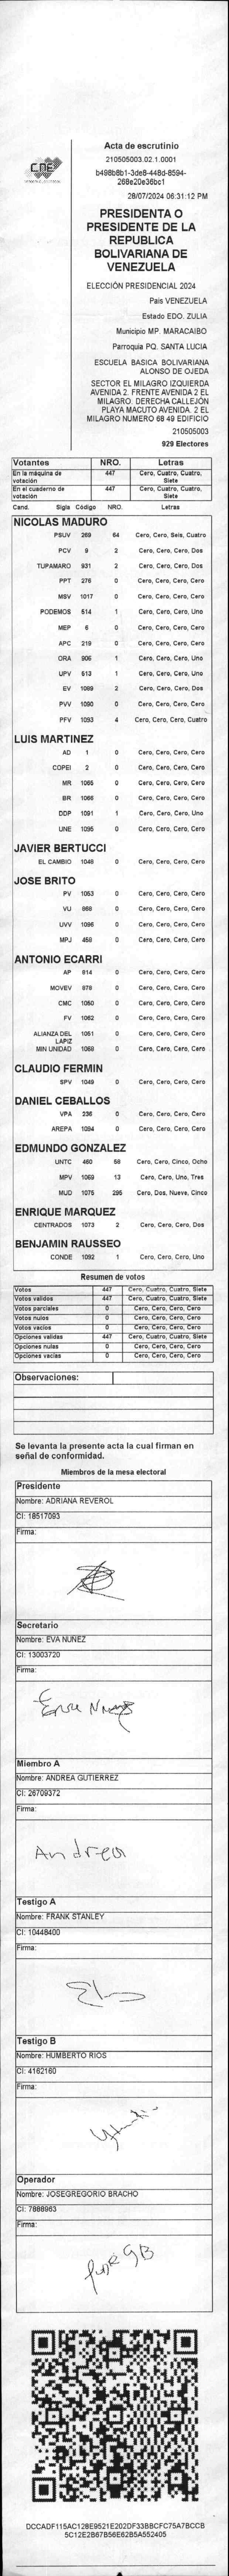 CNE
Acta de escrutinio
210505003.02.1.0001
b498b8b1-3de8-448d-8594-
268e20e36bc1
28/07/2024 06:31:12 PM
PRESIDENTA O
PRESIDENTE DE LA
REPUBLICA
BOLIVARIANA DE
VENEZUELA
ELECCIÓN PRESIDENCIAL 2024
País VENEZUELA
Estado EDO. ZULIA
Municipio MP. MARACAIBO
Parroquia PQ. SANTA LUCIA
ESCUELA BASICA BOLIVARIANA
ALONSO DE OJEDA
SECTOR EL MILAGRO IZQUIERDA
AVENIDA 2. FRENTE AVENIDA 2 EL
MILAGRO. DERECHA CALLEJÓN
PLAYA MACUTO AVENIDA. 2 EL
MILAGRO NUMERO 68 49 EDIFICIO
210505003
929 Electores
Votantes NRO. Letras
En la máquina de votación 447 Cero, Cuatro, Cuatro, Siete
En el cuaderno de votación 447 Cero, Cuatro, Cuatro, Siete
Cand. Sigla Código NRO. Letras
NICOLAS MADURO
PSUV 269 64 Cero, Cero, Seis, Cuatro
PCV 9 2 Cero, Cero, Cero, Dos
TUPAMARO 931 2 Cero, Cero, Cero, Dos
PPT 276 0 Cero, Cero, Cero, Cero
MSV 1017 0 Cero, Cero, Cero, Cero
PODEMOS 514 1 Cero, Cero, Cero, Uno
MEP 6 0 Cero, Cero, Cero, Cero
APC 219 0 Cero, Cero, Cero, Cero
ORA 906 1 Cero, Cero, Cero, Uno
UPV 613 1 Cero, Cero, Cero, Uno
EV 1089 2 Cero, Cero, Cero, Dos
PVV 1090 0 Cero, Cero, Cero, Cero
PFV 1093 4 Cero, Cero, Cero, Cuatro
LUIS MARTINEZ
AD 1 0 Cero, Cero, Cero, Cero
COPEI 2 0 Cero, Cero, Cero, Cero
MR 1065 0 Cero, Cero, Cero, Cero
BR 1066 0 Cero, Cero, Cero, Cero
DDP 1091 1 Cero, Cero, Cero, Uno
UNE 1095 0 Cero, Cero, Cero, Cero
JAVIER BERTUCCI
EL CAMBIO 1048 0 Cero, Cero, Cero, Cero
JOSE BRITO
PV 1053 0 Cero, Cero, Cero, Cero
VU 868 0 Cero, Cero, Cero, Cero
UVV 1096 0 Cero, Cero, Cero, Cero
MPJ 458 0 Cero, Cero, Cero, Cero
ANTONIO ECARRI
AP 814 0 Cero, Cero, Cero, Cero
MOVEV 878 0 Cero, Cero, Cero, Cero
CMC 1050 0 Cero, Cero, Cero, Cero
FV 1062 0 Cero, Cero, Cero, Cero
ALIANZA DEL LAPIZ 1051 0 Cero, Cero, Cero, Cero
MIN UNIDAD 1068 0 Cero, Cero, Cero, Cero
CLAUDIO FERMIN
SPV 1049 0 Cero, Cero, Cero, Cero
DANIEL CEBALLOS
VPA 236 0 Cero, Cero, Cero, Cero
AREPA 1094 0 Cero, Cero, Cero, Cero
EDMUNDO GONZALEZ
UNTC 460 58 Cero, Cero, Cinco, Ocho
MPV 1069 13 Cero, Cero, Uno, Tres
MUD 1075 295 Cero, Dos, Nueve, Cinco
ENRIQUE MARQUEZ
CENTRADOS 1073 2 Cero, Cero, Cero, Dos
BENJAMIN RAUSSEO
CONDE 1092 1 Cero, Cero, Cero, Uno
Resumen de votos
Votos 447 Cero, Cuatro, Cuatro, Siete
Votos validos 447 Cero, Cuatro, Cuatro, Siete
Votos parciales 0 Cero, Cero, Cero, Cero
Votos nulos 0 Cero, Cero, Cero, Cero
Votos vacios 0 Cero, Cero, Cero, Cero
Opciones validas 447 Cero, Cuatro, Cuatro, Siete
Opciones nulas 0 Cero, Cero, Cero, Cero
Opciones vacias 0 Cero, Cero, Cero, Cero
Observaciones:
Se levanta la presente acta la cual firman en
señal de conformidad.
Miembros de la mesa electoral
Presidente
Nombre: ADRIANA REVEROL
CI: 18517093
Firma:
Secretario
Nombre: EVA NUNEZ
CI: 13003720
Firma:
Miembro A
Nombre: ANDREA GUTIERREZ
CI: 26709372
Firma:
Andrea
Testigo A
Nombre: FRANK STANLEY
CI: 10448400
Firma:
Testigo B
Nombre: HUMBERTO RIOS
CI: 4162160
Firma:
Operador
Nombre: JOSEGREGORIO BRACHO
CI: 7888963
Firma:
DCCADF115AC128E9521E202DF33BBCFC75A7BCCB
5C12E2B67B56E62B5A552405